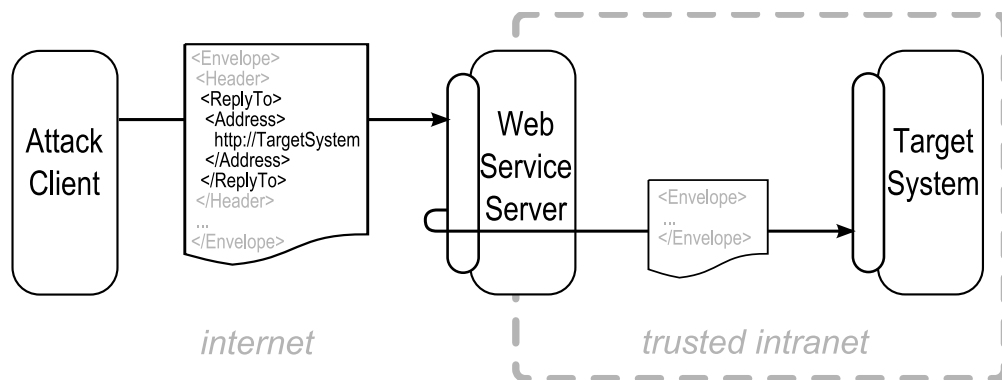 Attack
Client
<Envelope>
<Header>
<ReplyTo>
<Address>
http://TargetSystem
</Address>
</ReplyTo>
</Header>
...
</Envelope>
Web
Service
Server
<Envelope>
...
</Envelope>
Target
System
internet
trusted intranet